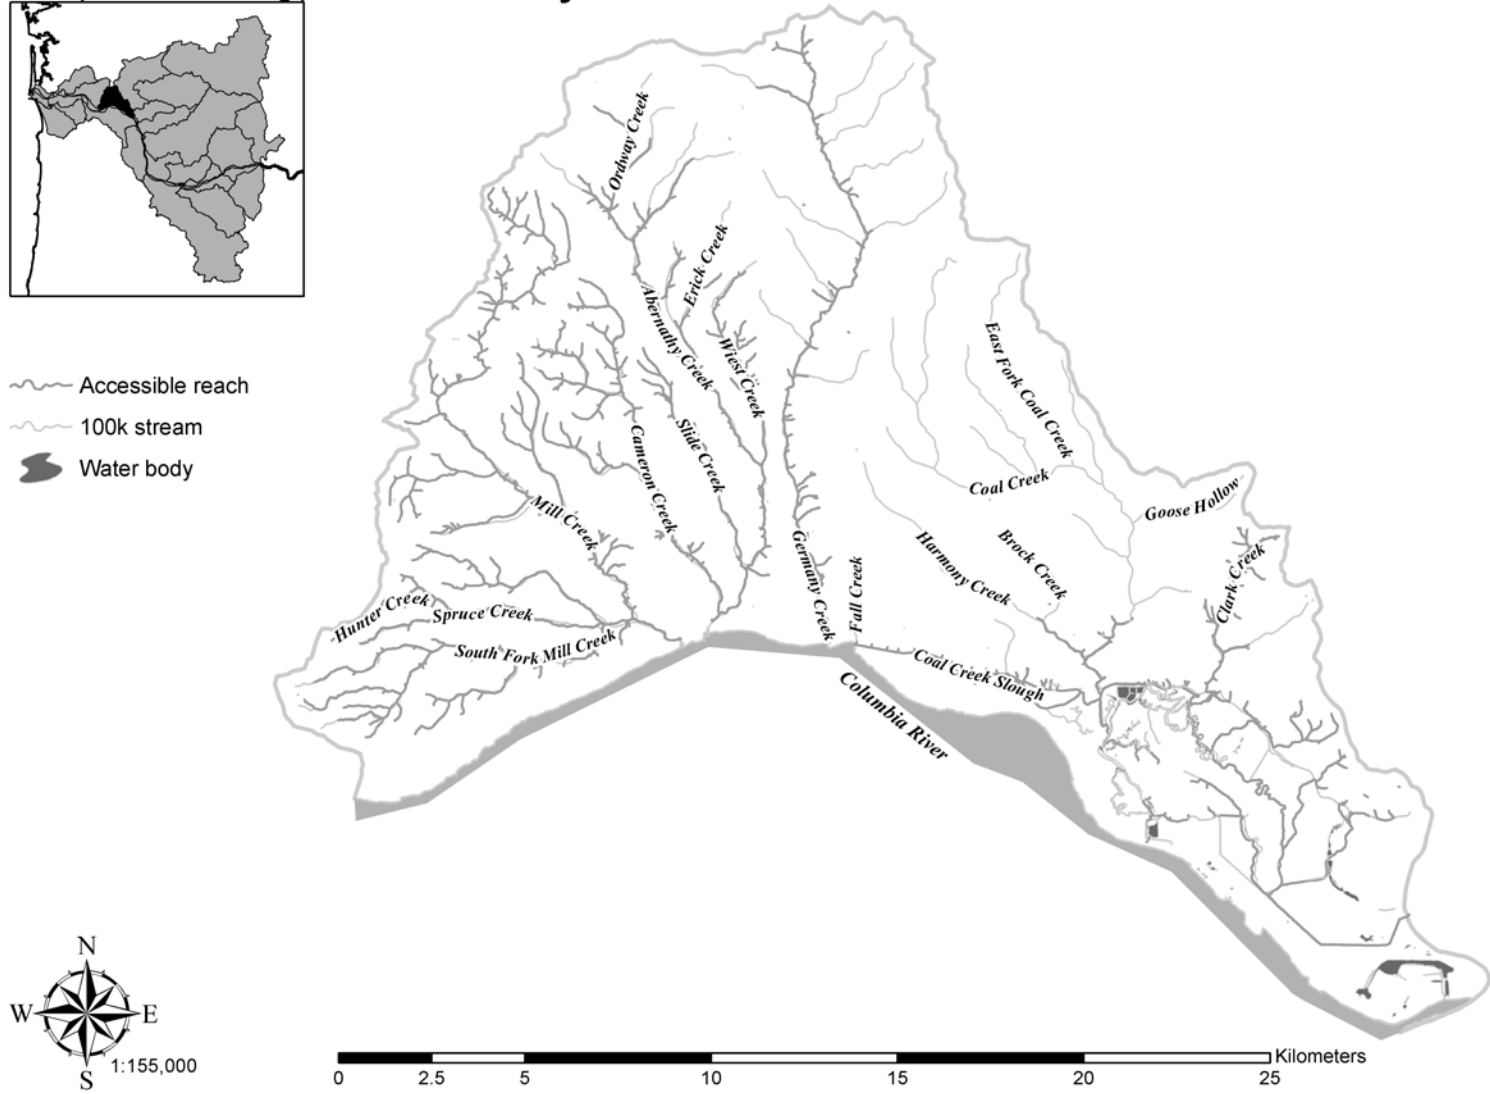 Ordway Creek
Erick Creek
Abernathy Creek
Wiest Creek
East Fork Coal Creek
Accessible reach
100k stream
Water body
Cameron Creek
Slide Creek
Coal Creek
Goose Hollow
Mill Creek
Germany Creek
Fall Creek
Harmony Creek
Brock Creek
Clark Creek
Hunter Creek
Spruce Creek
South Fork Mill Creek
Coal Creek Slough
Columbia River
N
W
E
S
1:155,000
Kilometers
0 2.5 5 10 15 20 25